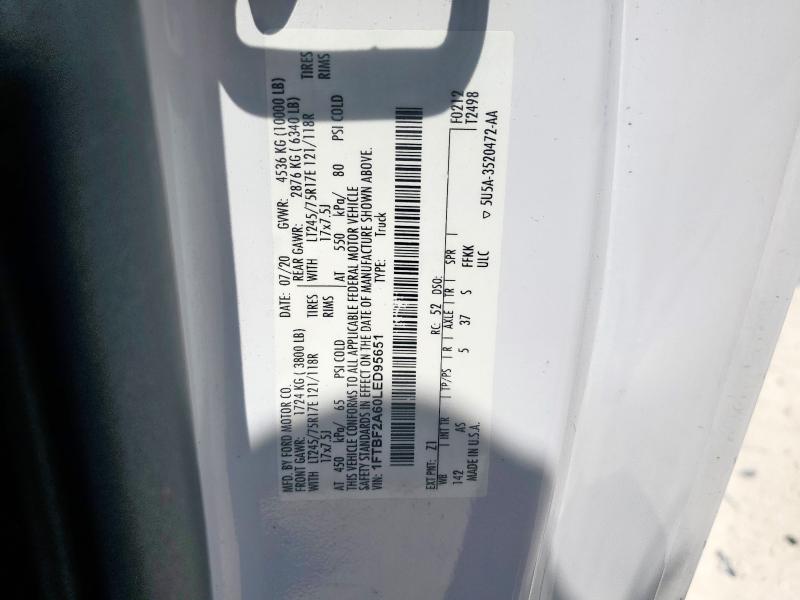 MFD. BY FORD MOTOR CO.
DATE: 07/20 GVWR: 4536 KG (10000 LB)
FRONT GAWR: 1724 KG ( 3800 LB) REAR GAWR: 2876 KG ( 6340 LB)
WITH LT245/75R17E 121/118R TIRES WITH LT245/75R17E 121/118R TIRES
17x7.5J RIMS 17x7.5J RIMS
AT 450 kPa/ 65 PSI COLD AT 550 kPa/ 80 PSI COLD
THIS VEHICLE CONFORMS TO ALL APPLICABLE FEDERAL MOTOR VEHICLE
SAFETY STANDARDS IN EFFECT ON THE DATE OF MANUFACTURE SHOWN ABOVE.
VIN: 1FTBF2A60LED95651 TYPE: Truck
F0212
T2498
EXT PNT: Z1 RC: 52 DSO:
WB INT TR TP/PS R AXLE TR SPR
142 AS 5 37 S FFKK
ULC
MADE IN U.S.A.
▽ 5U5A-3520472-AA